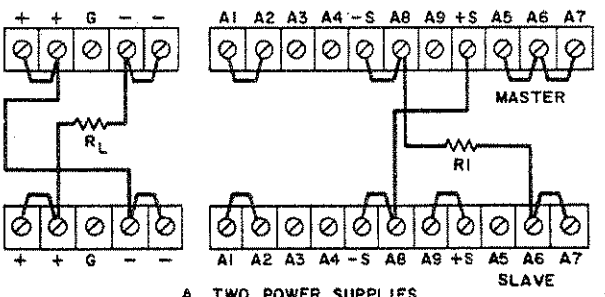 + + G - - A1 A2 A3 A4 -S A8 A9 +S A5 A6 A7
MASTER
RL
R1
+ + G - - A1 A2 A3 A4 -S A8 A9 +S A5 A6 A7
SLAVE
A. TWO POWER SUPPLIES